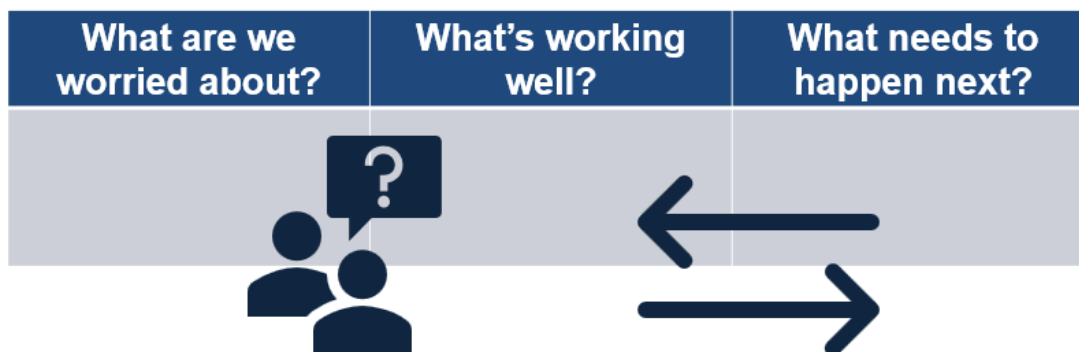 What are we
worried about?
What's working
well?
What needs to
happen next?
?